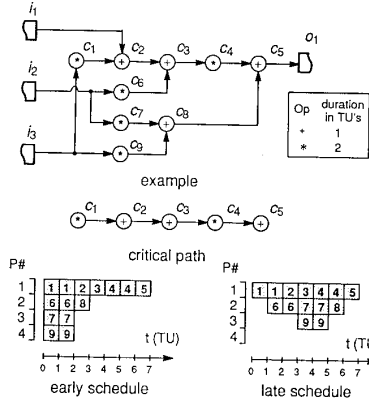 i1
c1 c2 c3 c4 c5 o1
* + + * +
i2
c6
*
c7 c8
* +
i3
c9
*
Op duration in TU's
+ 1
* 2
example
c1 c2 c3 c4 c5
* + + * +
critical path
P#
1 1 1 2 3 4 4 5
2 6 6 8
3 7 7
4 9 9
0 1 2 3 4 5 6 7
t (TU)
early schedule
P#
1 1 1 2 3 4 4 5
2 6 6 7 7 8
3 9 9
4
t (T
0 1 2 3 4 5 6 7
late schedule